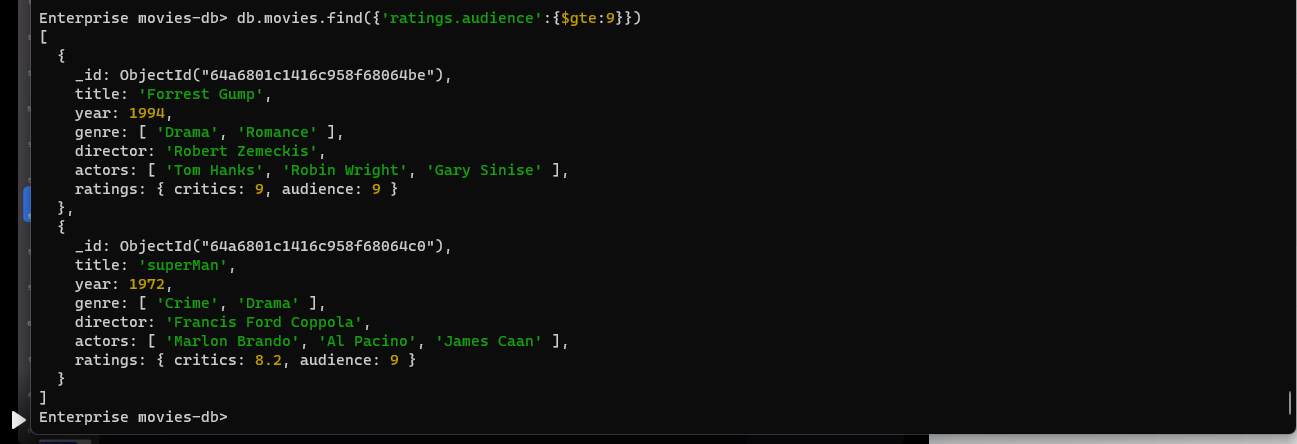 Enterprise movies-db> db.movies.find({'ratings.audience':{$gte:9}})
[
  {
    _id: ObjectId("64a6801c1416c958f68064be"),
    title: 'Forrest Gump',
    year: 1994,
    genre: [ 'Drama', 'Romance' ],
    director: 'Robert Zemeckis',
    actors: [ 'Tom Hanks', 'Robin Wright', 'Gary Sinise' ],
    ratings: { critics: 9, audience: 9 }
  },
  {
    _id: ObjectId("64a6801c1416c958f68064c0"),
    title: 'superMan',
    year: 1972,
    genre: [ 'Crime', 'Drama' ],
    director: 'Francis Ford Coppola',
    actors: [ 'Marlon Brando', 'Al Pacino', 'James Caan' ],
    ratings: { critics: 8.2, audience: 9 }
  }
]
Enterprise movies-db>